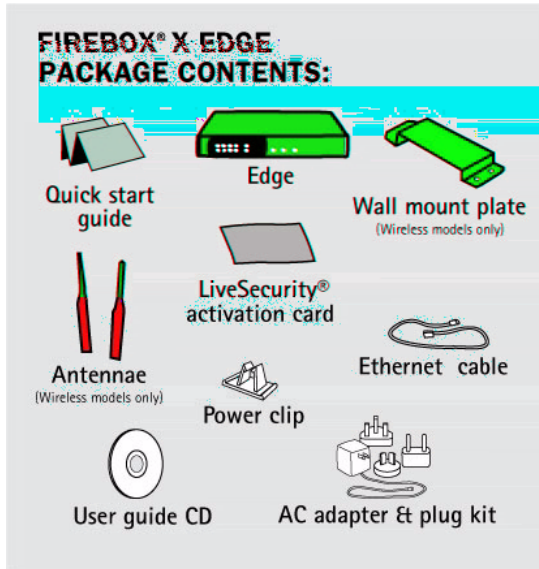 FIREBOX® X EDGE
PACKAGE CONTENTS:
Quick start
guide
Edge
Wall mount plate
(Wireless models only)
LiveSecurity®
activation card
Antennae
(Wireless models only)
Ethernet cable
Power clip
User guide CD
AC adapter & plug kit